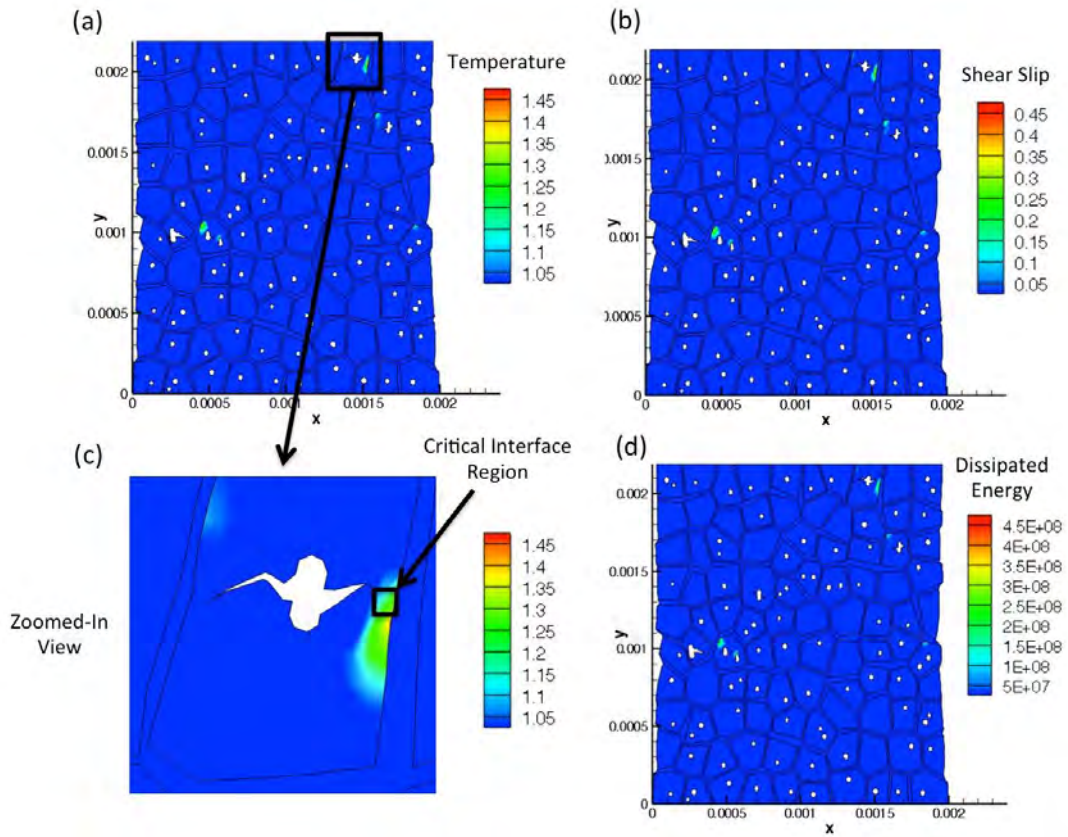 (a)
Temperature
1.45
1.4
1.35
1.3
1.25
1.2
1.15
1.1
1.05
0.002
0.0015
y
0.001
0.0005
0
0
0.0005
0.001
0.0015
0.002
x
(b)
Shear Slip
0.45
0.4
0.35
0.3
0.25
0.2
0.15
0.1
0.05
0.002
0.0015
y
0.001
0.0005
0
0
0.0005
0.001
0.0015
0.002
x
(c)
Critical Interface
Region
Zoomed-In
View
1.45
1.4
1.35
1.3
1.25
1.2
1.15
1.1
1.05
(d)
Dissipated
Energy
4.5E+08
4E+08
3.5E+08
3E+08
2.5E+08
2E+08
1.5E+08
1E+08
5E+07
0.002
0.0015
y
0.001
0.0005
0
0
0.0005
0.001
0.0015
0.002
x